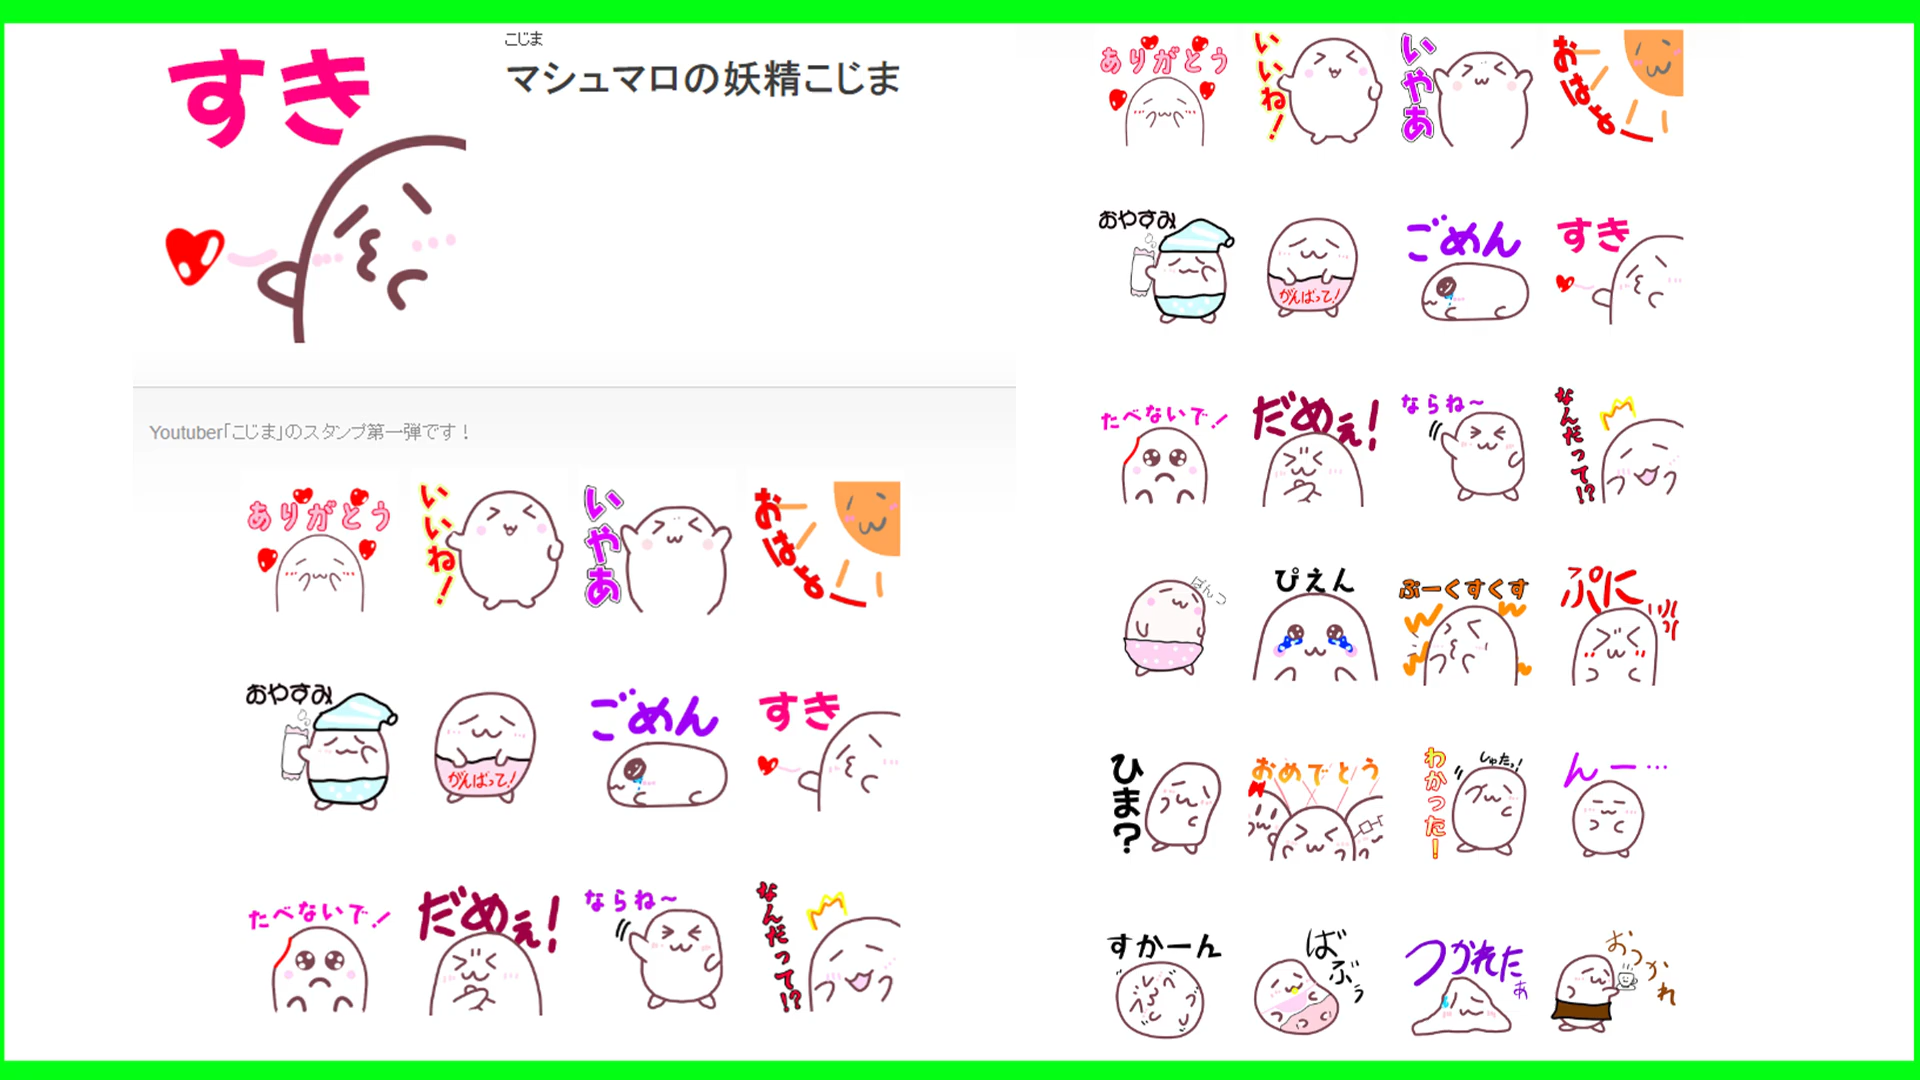 すき
こじま
マシュマロの妖精こじま
Youtuber「こじま」のスタンプ第一弾です！
ありがとう
いいね！
いやあ
おはよー
おやすみ
がんばって！
ごめん
すき
たべないで！
だめぇ！
ならね～
なんだって!?
ありがとう
いいね！
いやあ
おはよー
おやすみ
がんばって！
ごめん
すき
たべないで！
だめぇ！
ならね～
なんだって!?
ぱんつ
ぴえん
ぷーくすくす
ぷに
ひま？
おめでとう
わかった！
しゅたっ！
んー…
すかーん
ばぶぅ
つかれたぁ
おつかれ